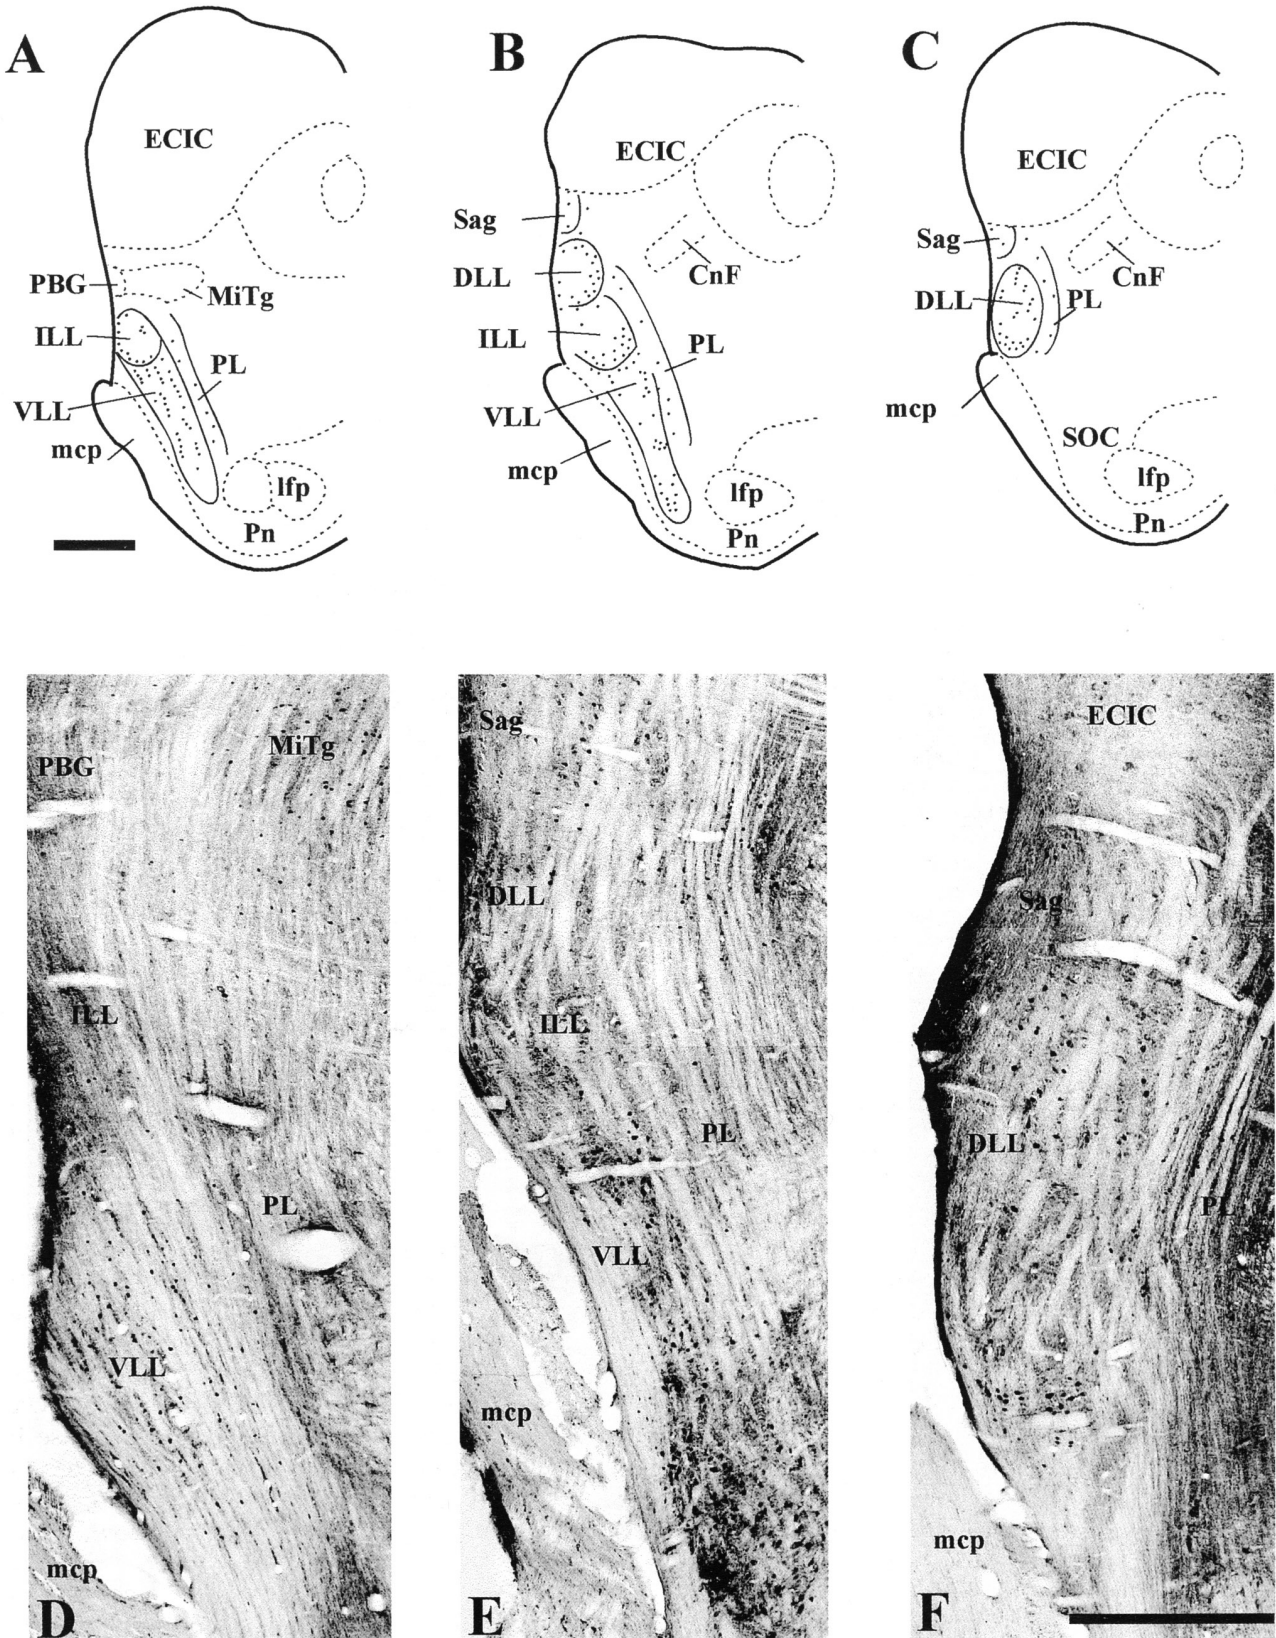 A
ECIC
PBG
MiTg
ILL
PL
VLL
mcp
lfp
Pn
B
ECIC
Sag
DLL
CnF
ILL
PL
VLL
mcp
lfp
Pn
C
ECIC
Sag
CnF
DLL
PL
mcp
SOC
lfp
Pn
MiTg
PBG
ILL
PL
VLL
mcp
D
Sag
DLL
ILL
PL
VLL
mcp
E
ECIC
Sag
DLL
PL
mcp
F